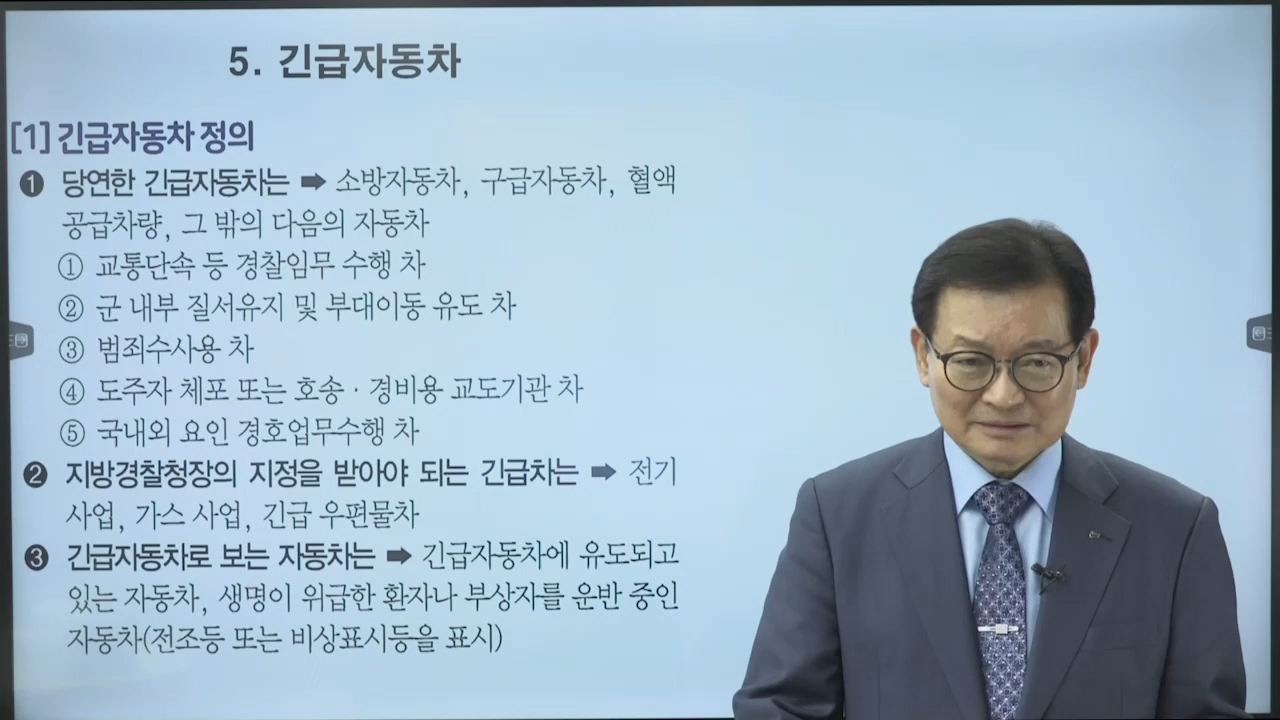 5. 긴급자동차
[1] 긴급자동차 정의
❶ 당연한 긴급자동차는 ➡ 소방자동차, 구급자동차, 혈액
공급차량, 그 밖의 다음의 자동차
① 교통단속 등 경찰임무 수행 차
② 군 내부 질서유지 및 부대이동 유도 차
③ 범죄수사용 차
④ 도주자 체포 또는 호송·경비용 교도기관 차
⑤ 국내외 요인 경호업무수행 차
❷ 지방경찰청장의 지정을 받아야 되는 긴급차는 ➡ 전기
사업, 가스 사업, 긴급 우편물차
❸ 긴급자동차로 보는 자동차는 ➡ 긴급자동차에 유도되고
있는 자동차, 생명이 위급한 환자나 부상자를 운반 중인
자동차(전조등 또는 비상표시등을 표시)